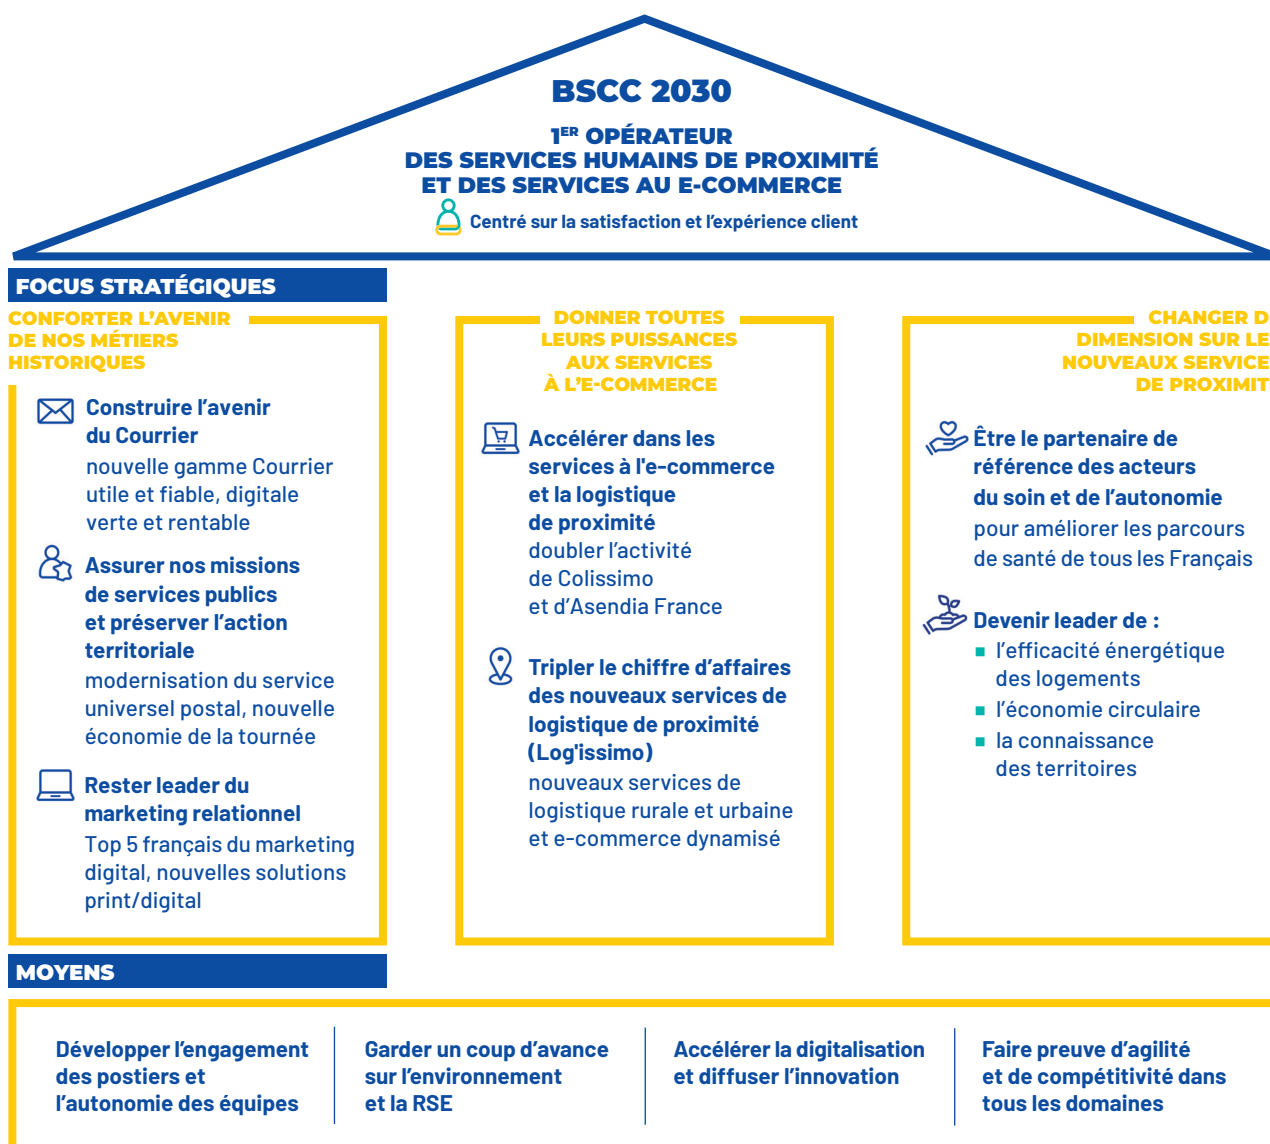 BSCC 2030
1ER OPÉRATEUR
DES SERVICES HUMAINS DE PROXIMITÉ
ET DES SERVICES AU E-COMMERCE
Centré sur la satisfaction et l'expérience client
FOCUS STRATÉGIQUES
CONFORTER L'AVENIR
DE NOS MÉTIERS
HISTORIQUES
Construire l'avenir
du Courrier
nouvelle gamme Courrier
utile et fiable, digitale
verte et rentable
Assurer nos missions
de services publics
et préserver l'action
territoriale
modernisation du service
universel postal, nouvelle
économie de la tournée
Rester leader du
marketing relationnel
Top 5 français du marketing
digital, nouvelles solutions
print/digital
DONNER TOUTES
LEURS PUISSANCES
AUX SERVICES
À L'E-COMMERCE
Accélérer dans les
services à l'e-commerce
et la logistique
de proximité
doubler l'activité
de Colissimo
et d'Asendia France
Tripler le chiffre d'affaires
des nouveaux services de
logistique de proximité
(Log'issimo)
nouveaux services de
logistique rurale et urbaine
et e-commerce dynamisé
CHANGER D
DIMENSION SUR LE
NOUVEAUX SERVICE
DE PROXIMIT
Être le partenaire de
référence des acteurs
du soin et de l'autonomie
pour améliorer les parcours
de santé de tous les Français
Devenir leader de :
l'efficacité énergétique
des logements
l'économie circulaire
la connaissance
des territoires
MOYENS
Développer l'engagement
des postiers et
l'autonomie des équipes
Garder un coup d'avance
sur l'environnement
et la RSE
Accélérer la digitalisation
et diffuser l'innovation
Faire preuve d'agilité
et de compétitivité dans
tous les domaines